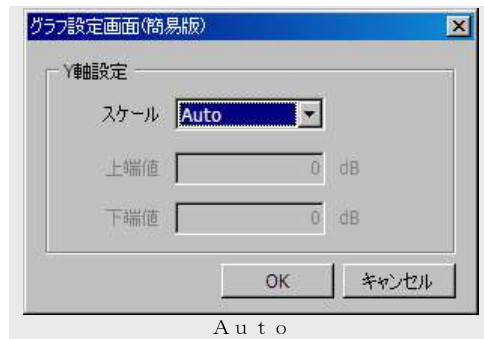 グラフ設定画面(簡易版)
Y軸設定
スケール Auto
上端値 0 dB
下端値 0 dB
OK キャンセル
Auto